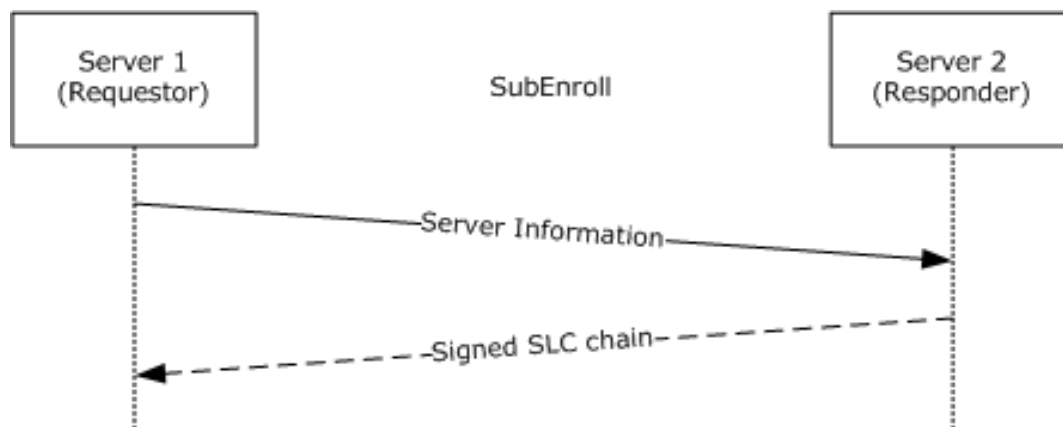 Server 1
(Requestor)
SubEnroll
Server 2
(Responder)
Server Information
Signed SLC chain